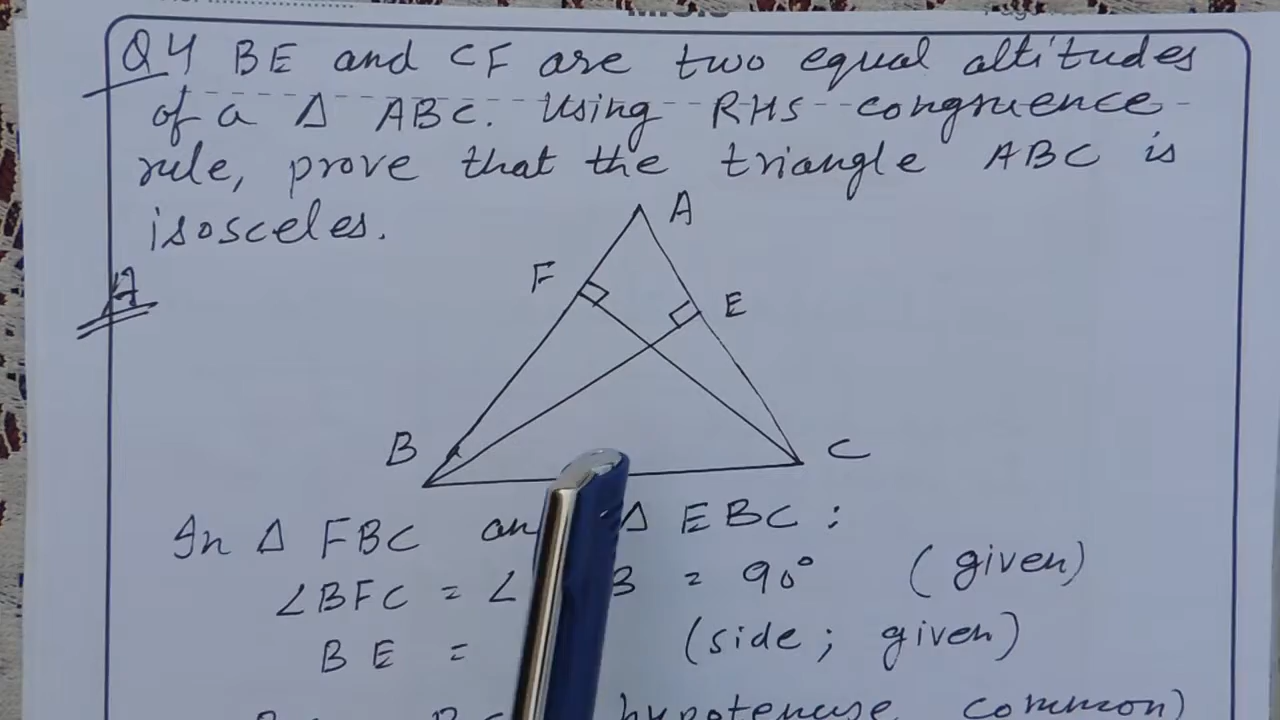 Q4 BE and CF are two equal altitudes
of a Δ ABC. Using RHS congruence
rule, prove that the triangle ABC is
isosceles.
A
A
F
E
B
C
In Δ FBC Δ EBC :
∠BFC = ∠ B = 90° (given)
BE = (side; given)
hypotenuse common)